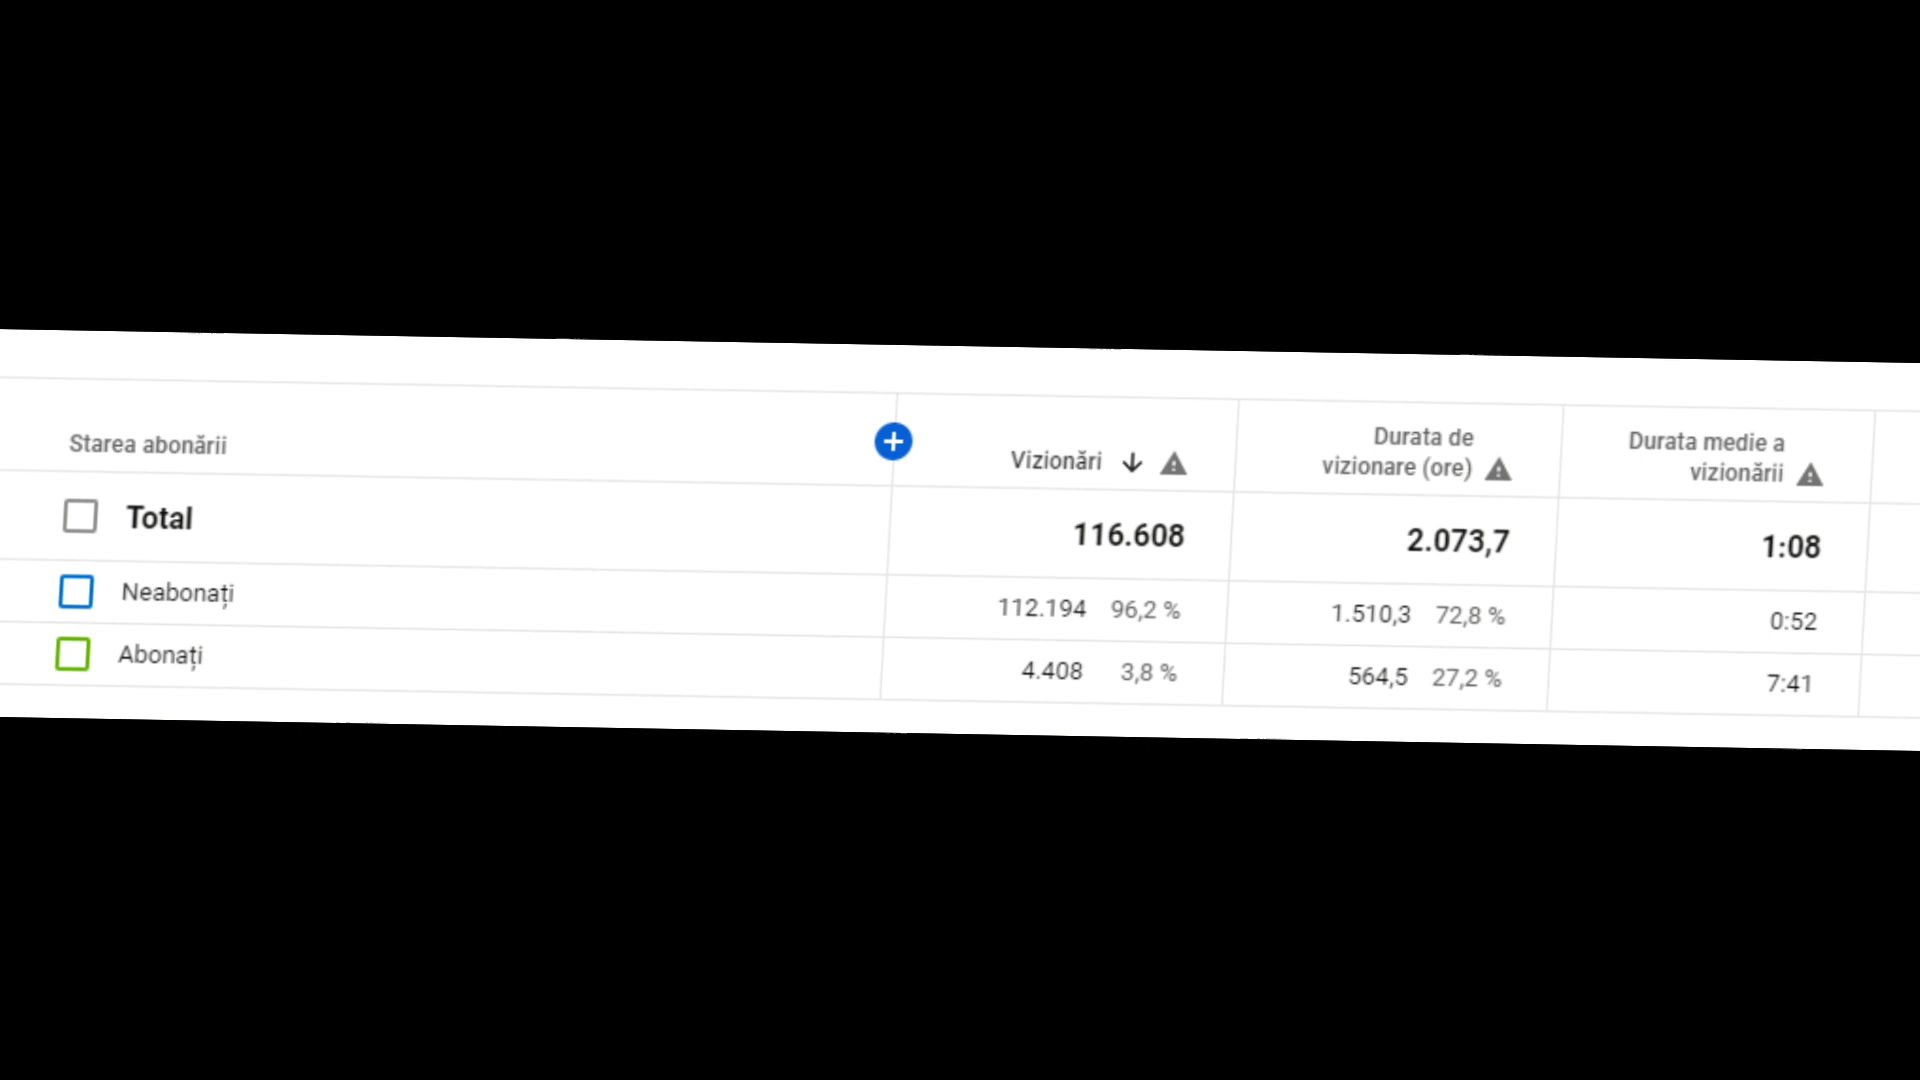 Starea abonării
Vizionări
Durata de
vizionare (ore)
Durata medie a
vizionării
Total 116.608 2.073,7 1:08
Neabonați 112.194 96,2 % 1.510,3 72,8 % 0:52
Abonați 4.408 3,8 % 564,5 27,2 % 7:41